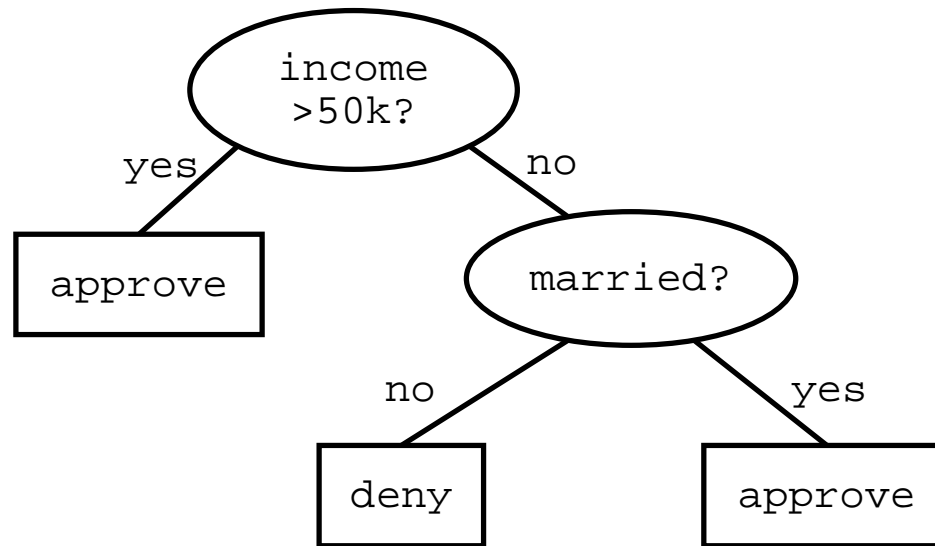 income
>50k?
yes
no
approve
married?
no
yes
deny
approve